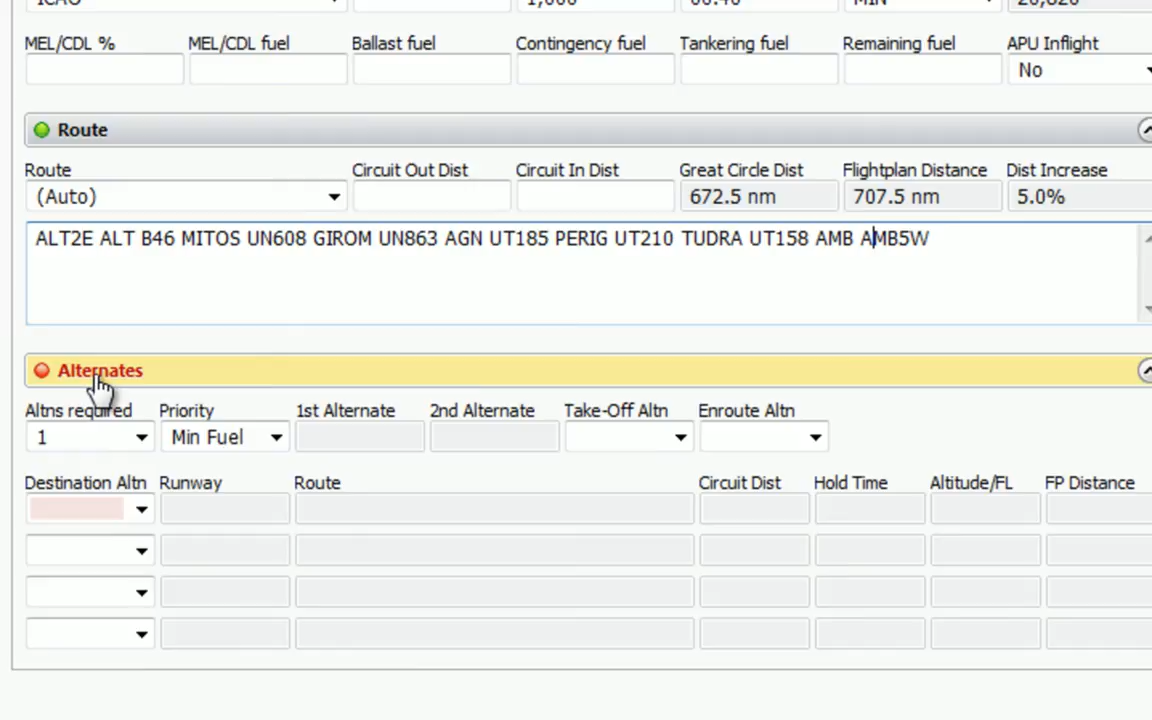 ICAO 1,000 00:40 MIN 20,820
MEL/CDL % MEL/CDL fuel Ballast fuel Contingency fuel Tankering fuel Remaining fuel APU Inflight
No
Route
Route Circuit Out Dist Circuit In Dist Great Circle Dist Flightplan Distance Dist Increase
(Auto) 672.5 nm 707.5 nm 5.0%
ALT2E ALT B46 MITOS UN608 GIROM UN863 AGN UT185 PERIG UT210 TUDRA UT158 AMB AMB5W
Alternates
Altns required Priority 1st Alternate 2nd Alternate Take-Off Altn Enroute Altn
1 Min Fuel
Destination Altn Runway Route Circuit Dist Hold Time Altitude/FL FP Distance